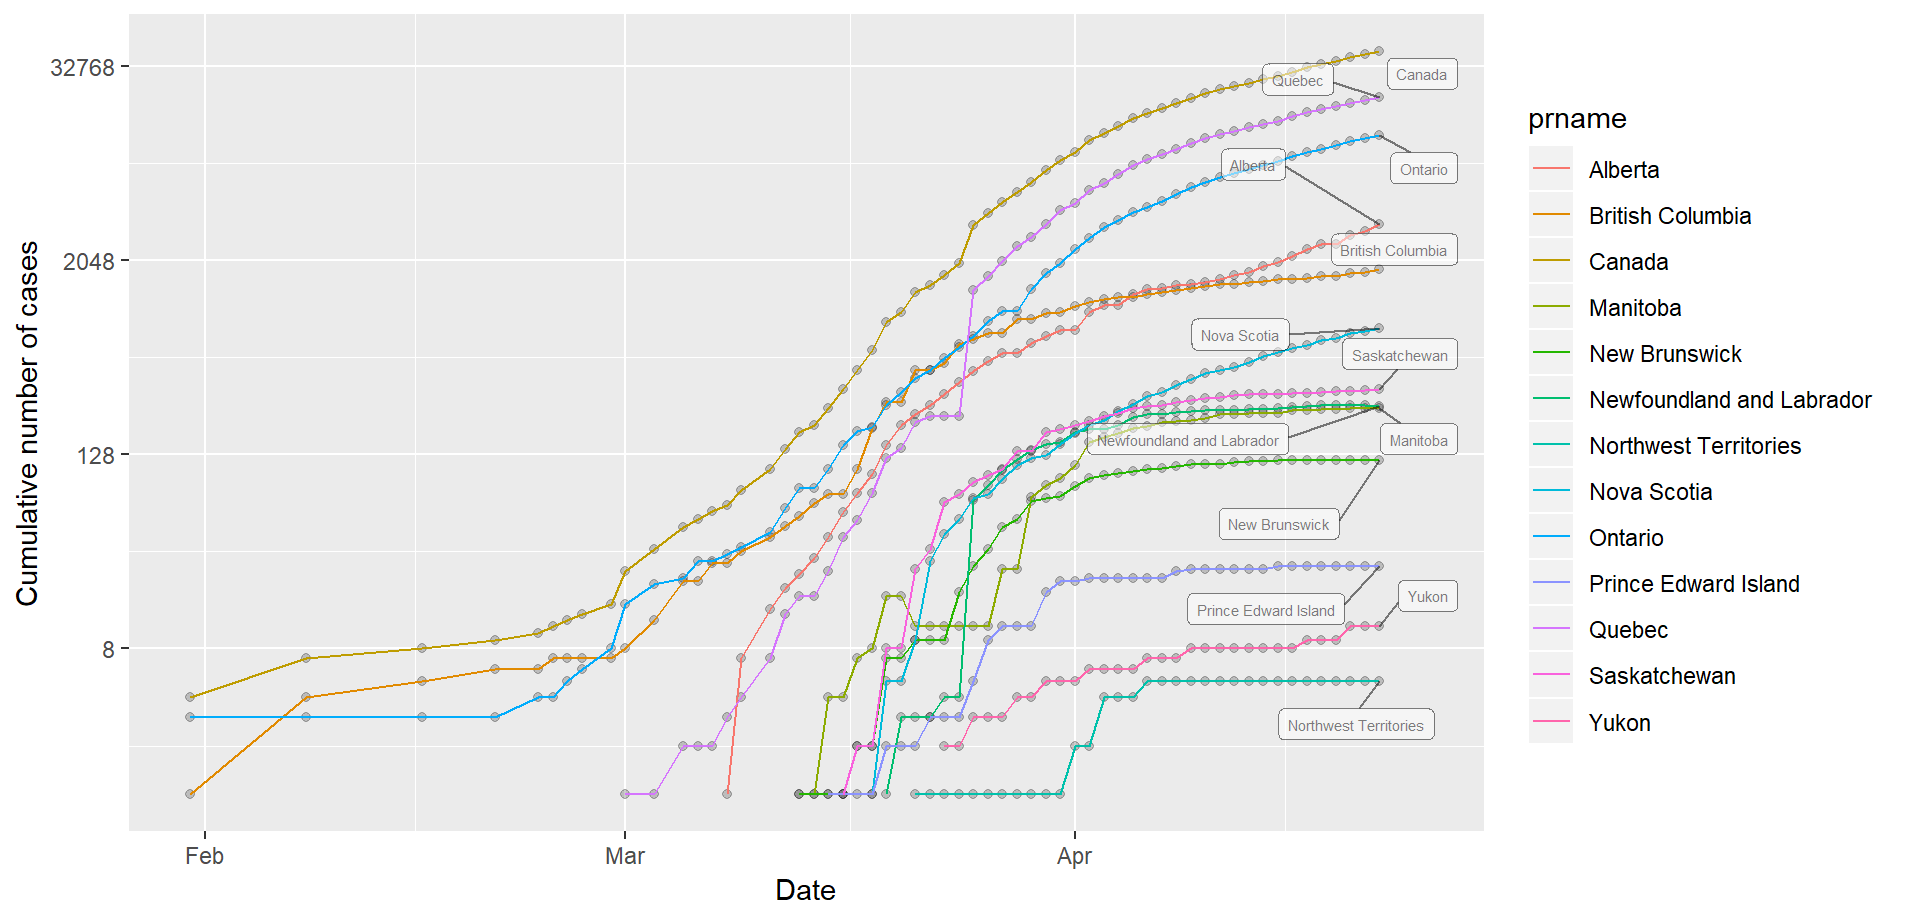 Cumulative number of cases
32768
2048
128
8
Feb
Mar
Apr
Date
Quebec
Canada
Alberta
Ontario
British Columbia
Nova Scotia
Saskatchewan
Newfoundland and Labrador
Manitoba
New Brunswick
Prince Edward Island
Yukon
Northwest Territories
prname
Alberta
British Columbia
Canada
Manitoba
New Brunswick
Newfoundland and Labrador
Northwest Territories
Nova Scotia
Ontario
Prince Edward Island
Quebec
Saskatchewan
Yukon